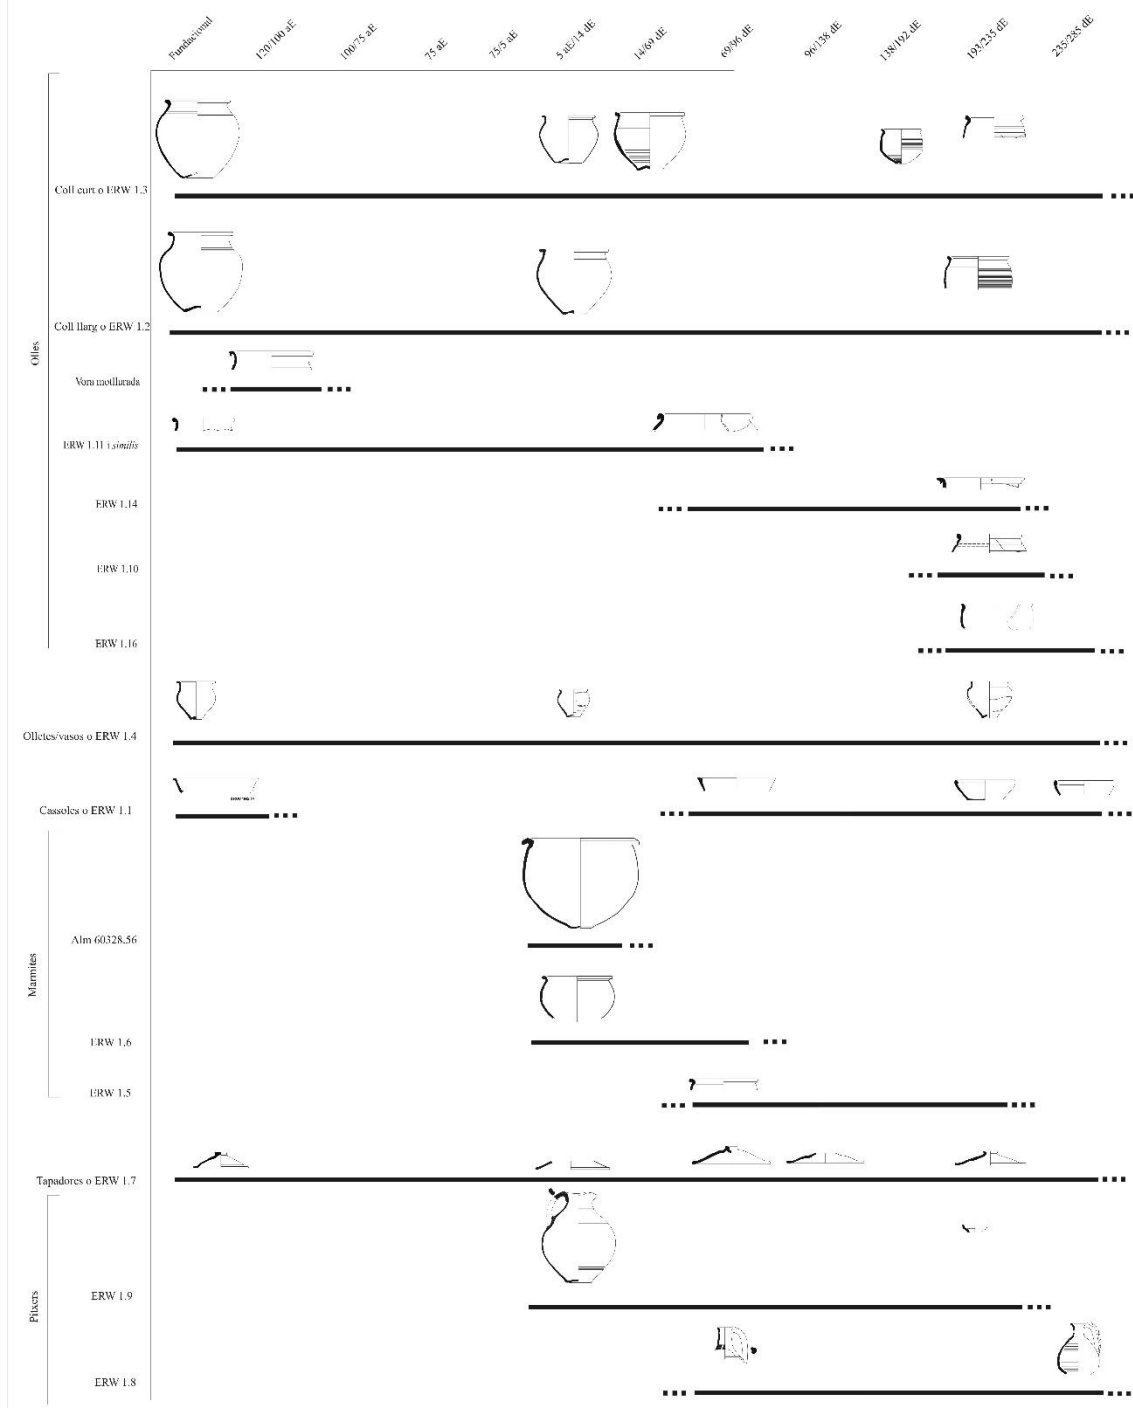 Fundacional
120/100 aE
100/75 aE
75 aE
75/5 aE
5 aE/14 dE
14/69 dE
69/96 dE
96/138 dE
138/192 dE
193/235 dE
235/285 dE
Olles
Coll curt o ERW 1.3
Coll llarg o ERW 1.2
Vora motllurada
ERW 1.11 i similis
ERW 1.14
ERW 1.10
ERW 1.16
Olletes/vasos o ERW 1.4
Cassoles o ERW 1.1
Marmites
Alm 60328.56
ERW 1.6
ERW 1.5
Tapadores o ERW 1.7
Pitxers
ERW 1.9
ERW 1.8